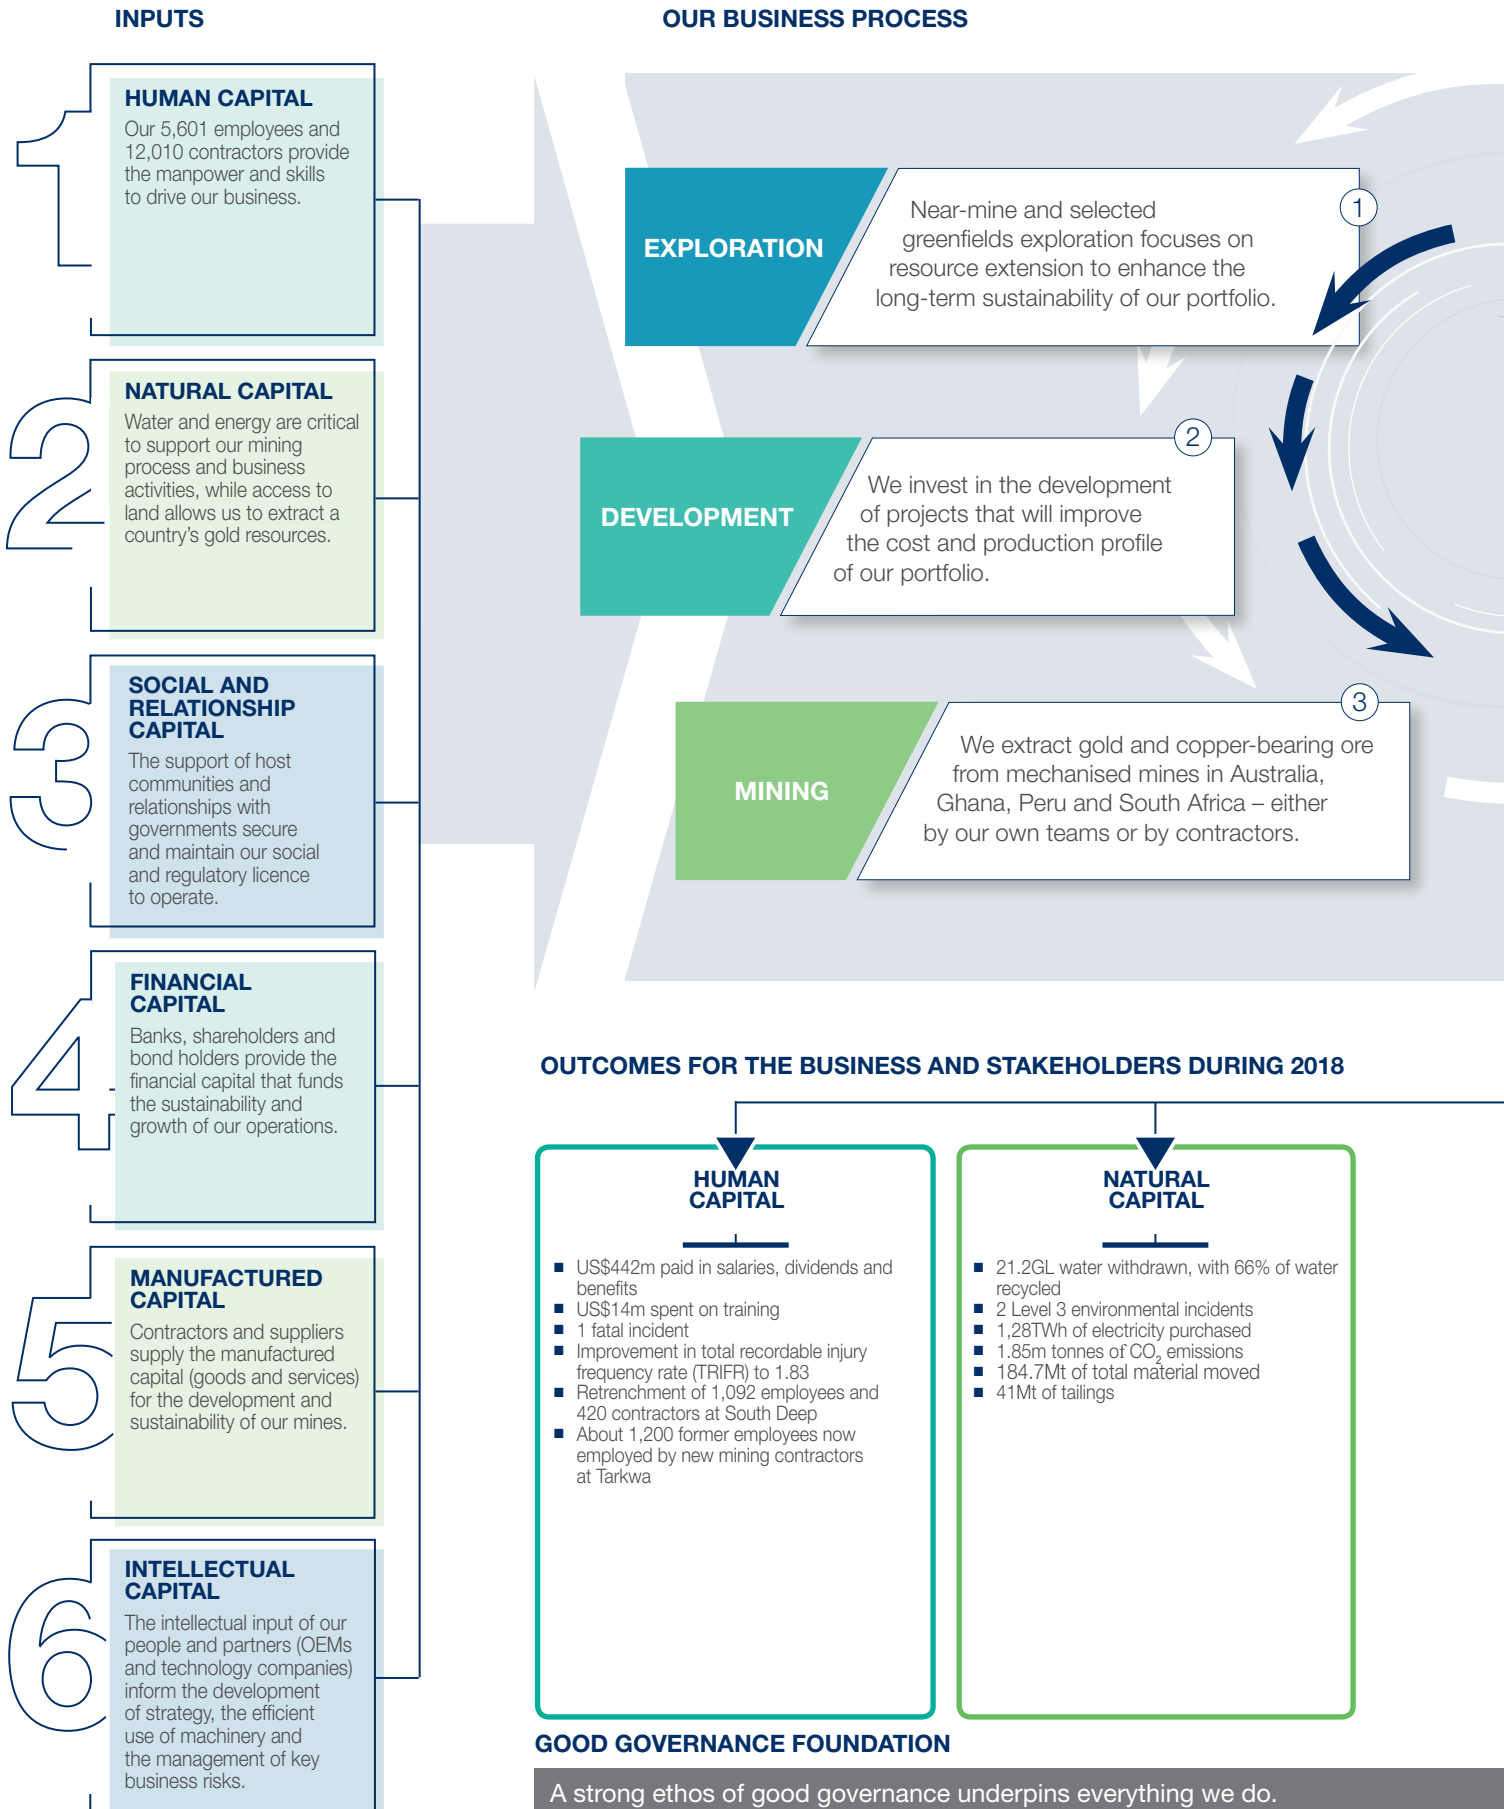 INPUTS
1
HUMAN CAPITAL
Our 5,601 employees and
12,010 contractors provide
the manpower and skills
to drive our business.
2
NATURAL CAPITAL
Water and energy are critical
to support our mining
process and business
activities, while access to
land allows us to extract a
country's gold resources.
3
SOCIAL AND
RELATIONSHIP
CAPITAL
The support of host
communities and
relationships with
governments secure
and maintain our social
and regulatory licence
to operate.
4
FINANCIAL
CAPITAL
Banks, shareholders and
bond holders provide the
financial capital that funds
the sustainability and
growth of our operations.
5
MANUFACTURED
CAPITAL
Contractors and suppliers
supply the manufactured
capital (goods and services)
for the development and
sustainability of our mines.
6
INTELLECTUAL
CAPITAL
The intellectual input of our
people and partners (OEMs
and technology companies)
inform the development
of strategy, the efficient
use of machinery and
the management of key
business risks.
OUR BUSINESS PROCESS
EXPLORATION
1
Near-mine and selected
greenfields exploration focuses on
resource extension to enhance the
long-term sustainability of our portfolio.
DEVELOPMENT
2
We invest in the development
of projects that will improve
the cost and production profile
of our portfolio.
MINING
3
We extract gold and copper-bearing ore
from mechanised mines in Australia,
Ghana, Peru and South Africa – either
by our own teams or by contractors.
OUTCOMES FOR THE BUSINESS AND STAKEHOLDERS DURING 2018
HUMAN
CAPITAL
■ US$442m paid in salaries, dividends and
benefits
■ US$14m spent on training
■ 1 fatal incident
■ Improvement in total recordable injury
frequency rate (TRIFR) to 1.83
■ Retrenchment of 1,092 employees and
420 contractors at South Deep
■ About 1,200 former employees now
employed by new mining contractors
at Tarkwa
NATURAL
CAPITAL
■ 21.2GL water withdrawn, with 66% of water
recycled
■ 2 Level 3 environmental incidents
■ 1,28TWh of electricity purchased
■ 1.85m tonnes of CO₂ emissions
■ 184.7Mt of total material moved
■ 41Mt of tailings
GOOD GOVERNANCE FOUNDATION
A strong ethos of good governance underpins everything we do.